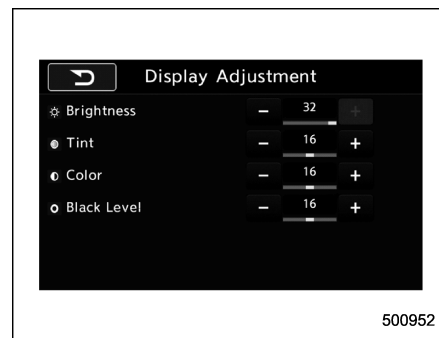 Display Adjustment
Brightness − 32 +
Tint − 16 +
Color − 16 +
Black Level − 16 +
500952